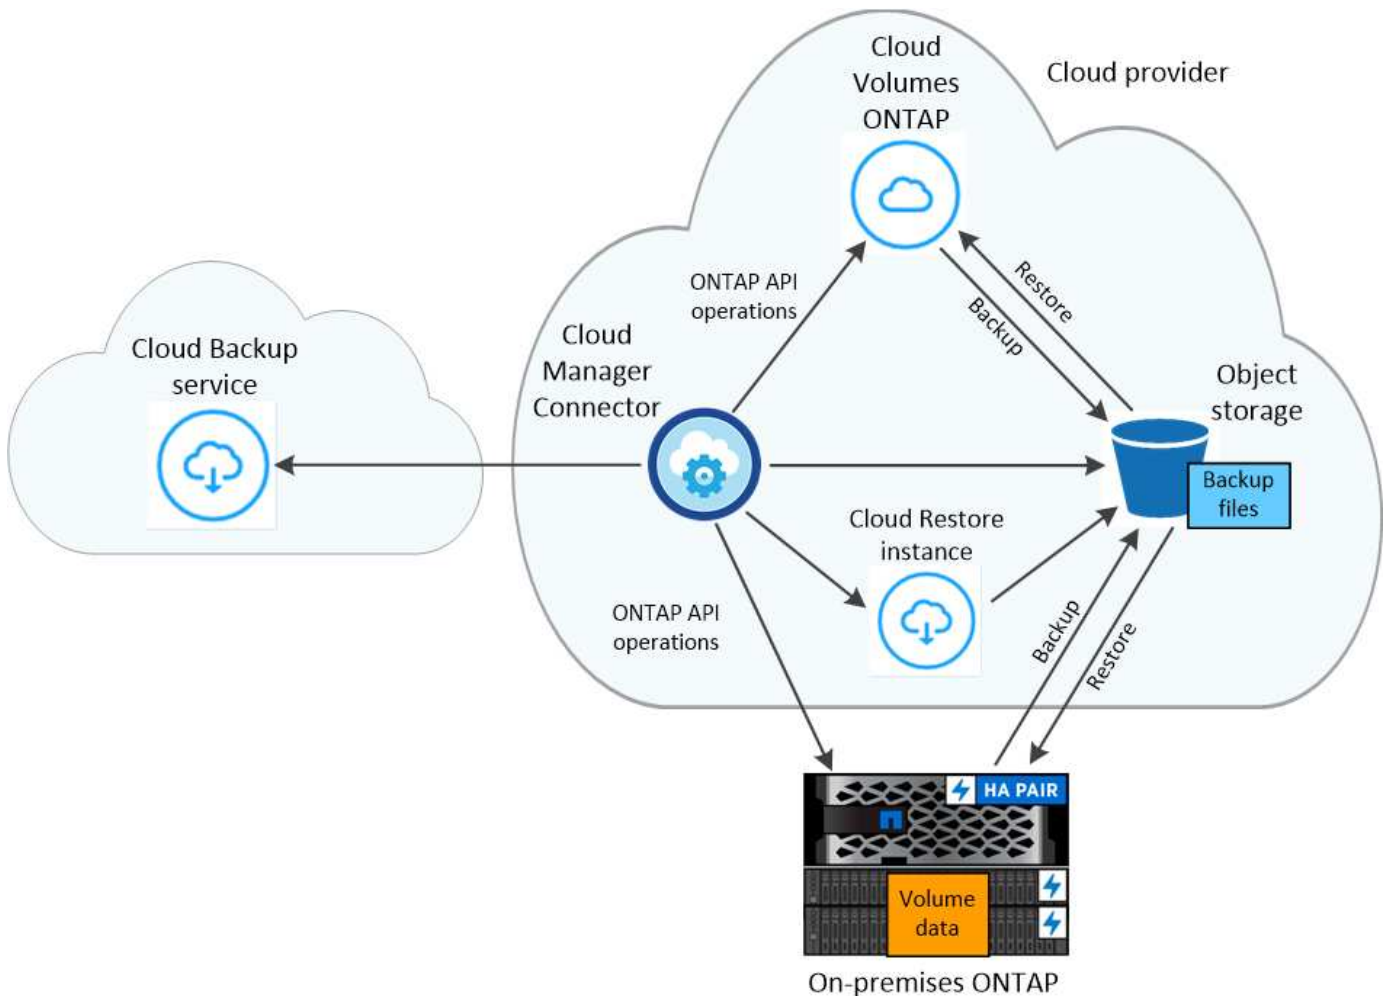 Cloud
Volumes
ONTAP
Cloud provider
ONTAP API
operations
Restore
Backup
Cloud Backup
service
Cloud
Manager
Connector
Object
storage
Backup
files
Cloud Restore
instance
ONTAP API
operations
Backup
Restore
HA PAIR
Volume
data
On-premises ONTAP